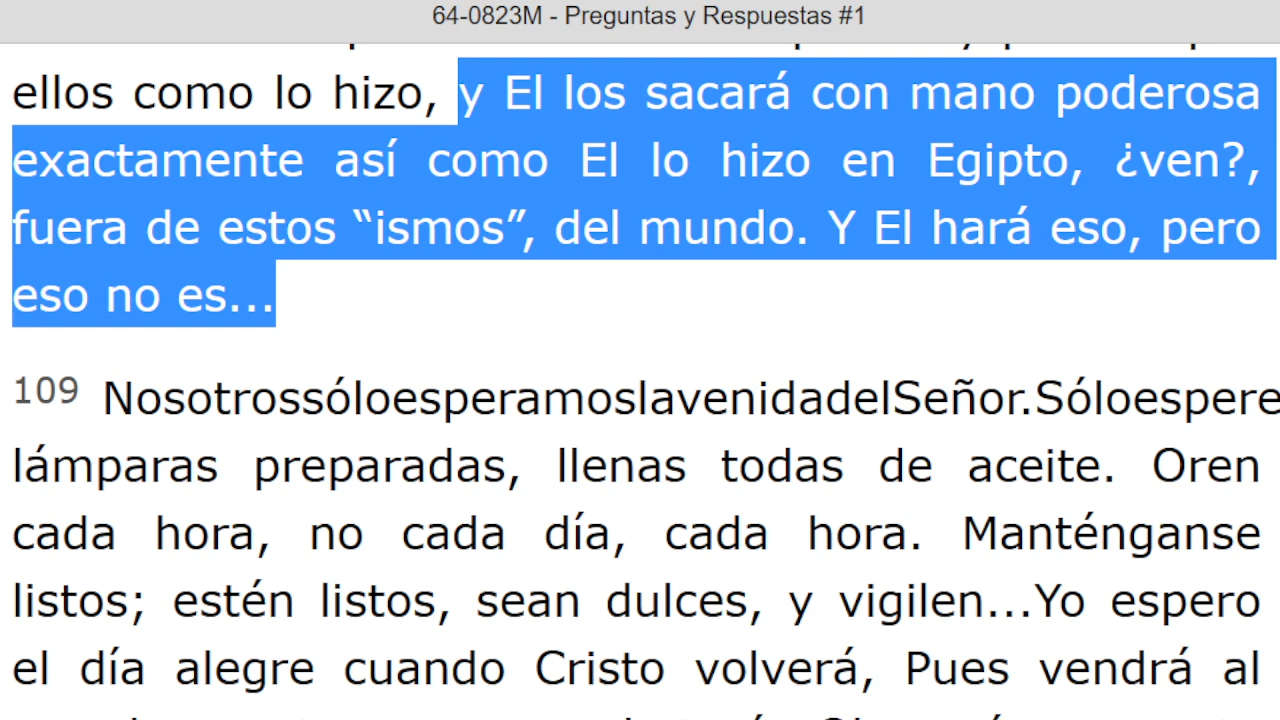 64-0823M - Preguntas y Respuestas #1
ellos como lo hizo, y El los sacará con mano poderosa
exactamente así como El lo hizo en Egipto, ¿ven?,
fuera de estos “ismos”, del mundo. Y El hará eso, pero
eso no es...
109 NosotrossóloesperamoslavenidadelSeñor.Sóloespere
lámparas preparadas, llenas todas de aceite. Oren
cada hora, no cada día, cada hora. Manténganse
listos; estén listos, sean dulces, y vigilen...Yo espero
el día alegre cuando Cristo volverá, Pues vendrá al